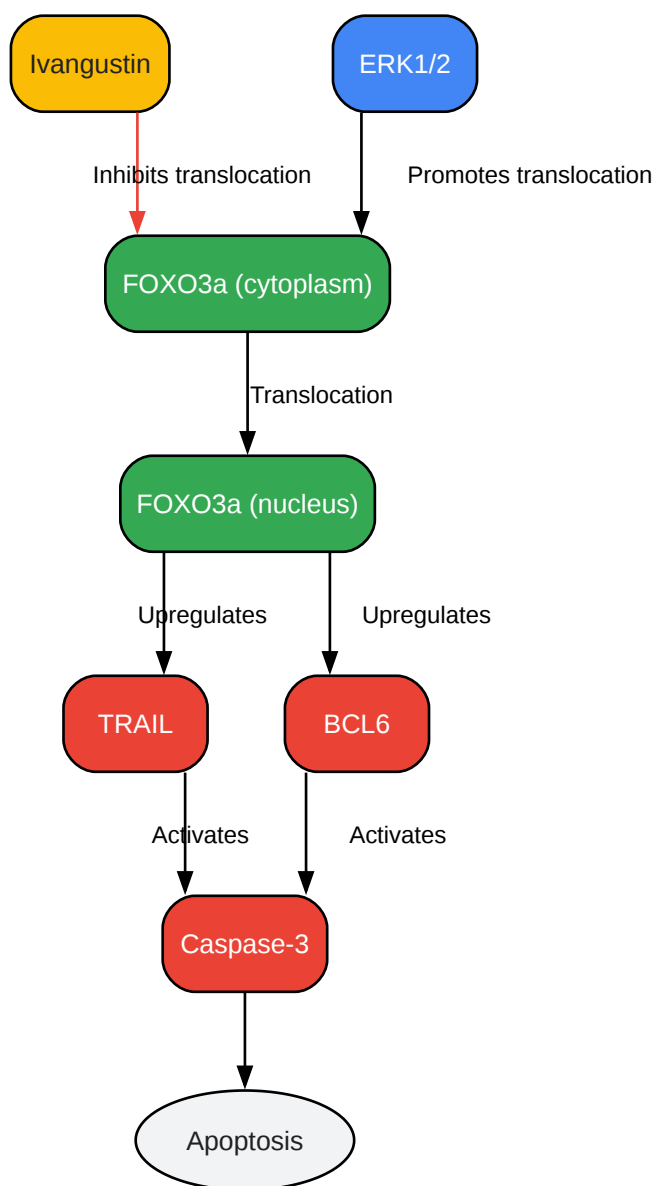 Ivangustin
ERK1/2
Inhibits translocation
Promotes translocation
FOXO3a (cytoplasm)
Translocation
FOXO3a (nucleus)
Upregulates
Upregulates
TRAIL
BCL6
Activates
Activates
Caspase-3
Apoptosis